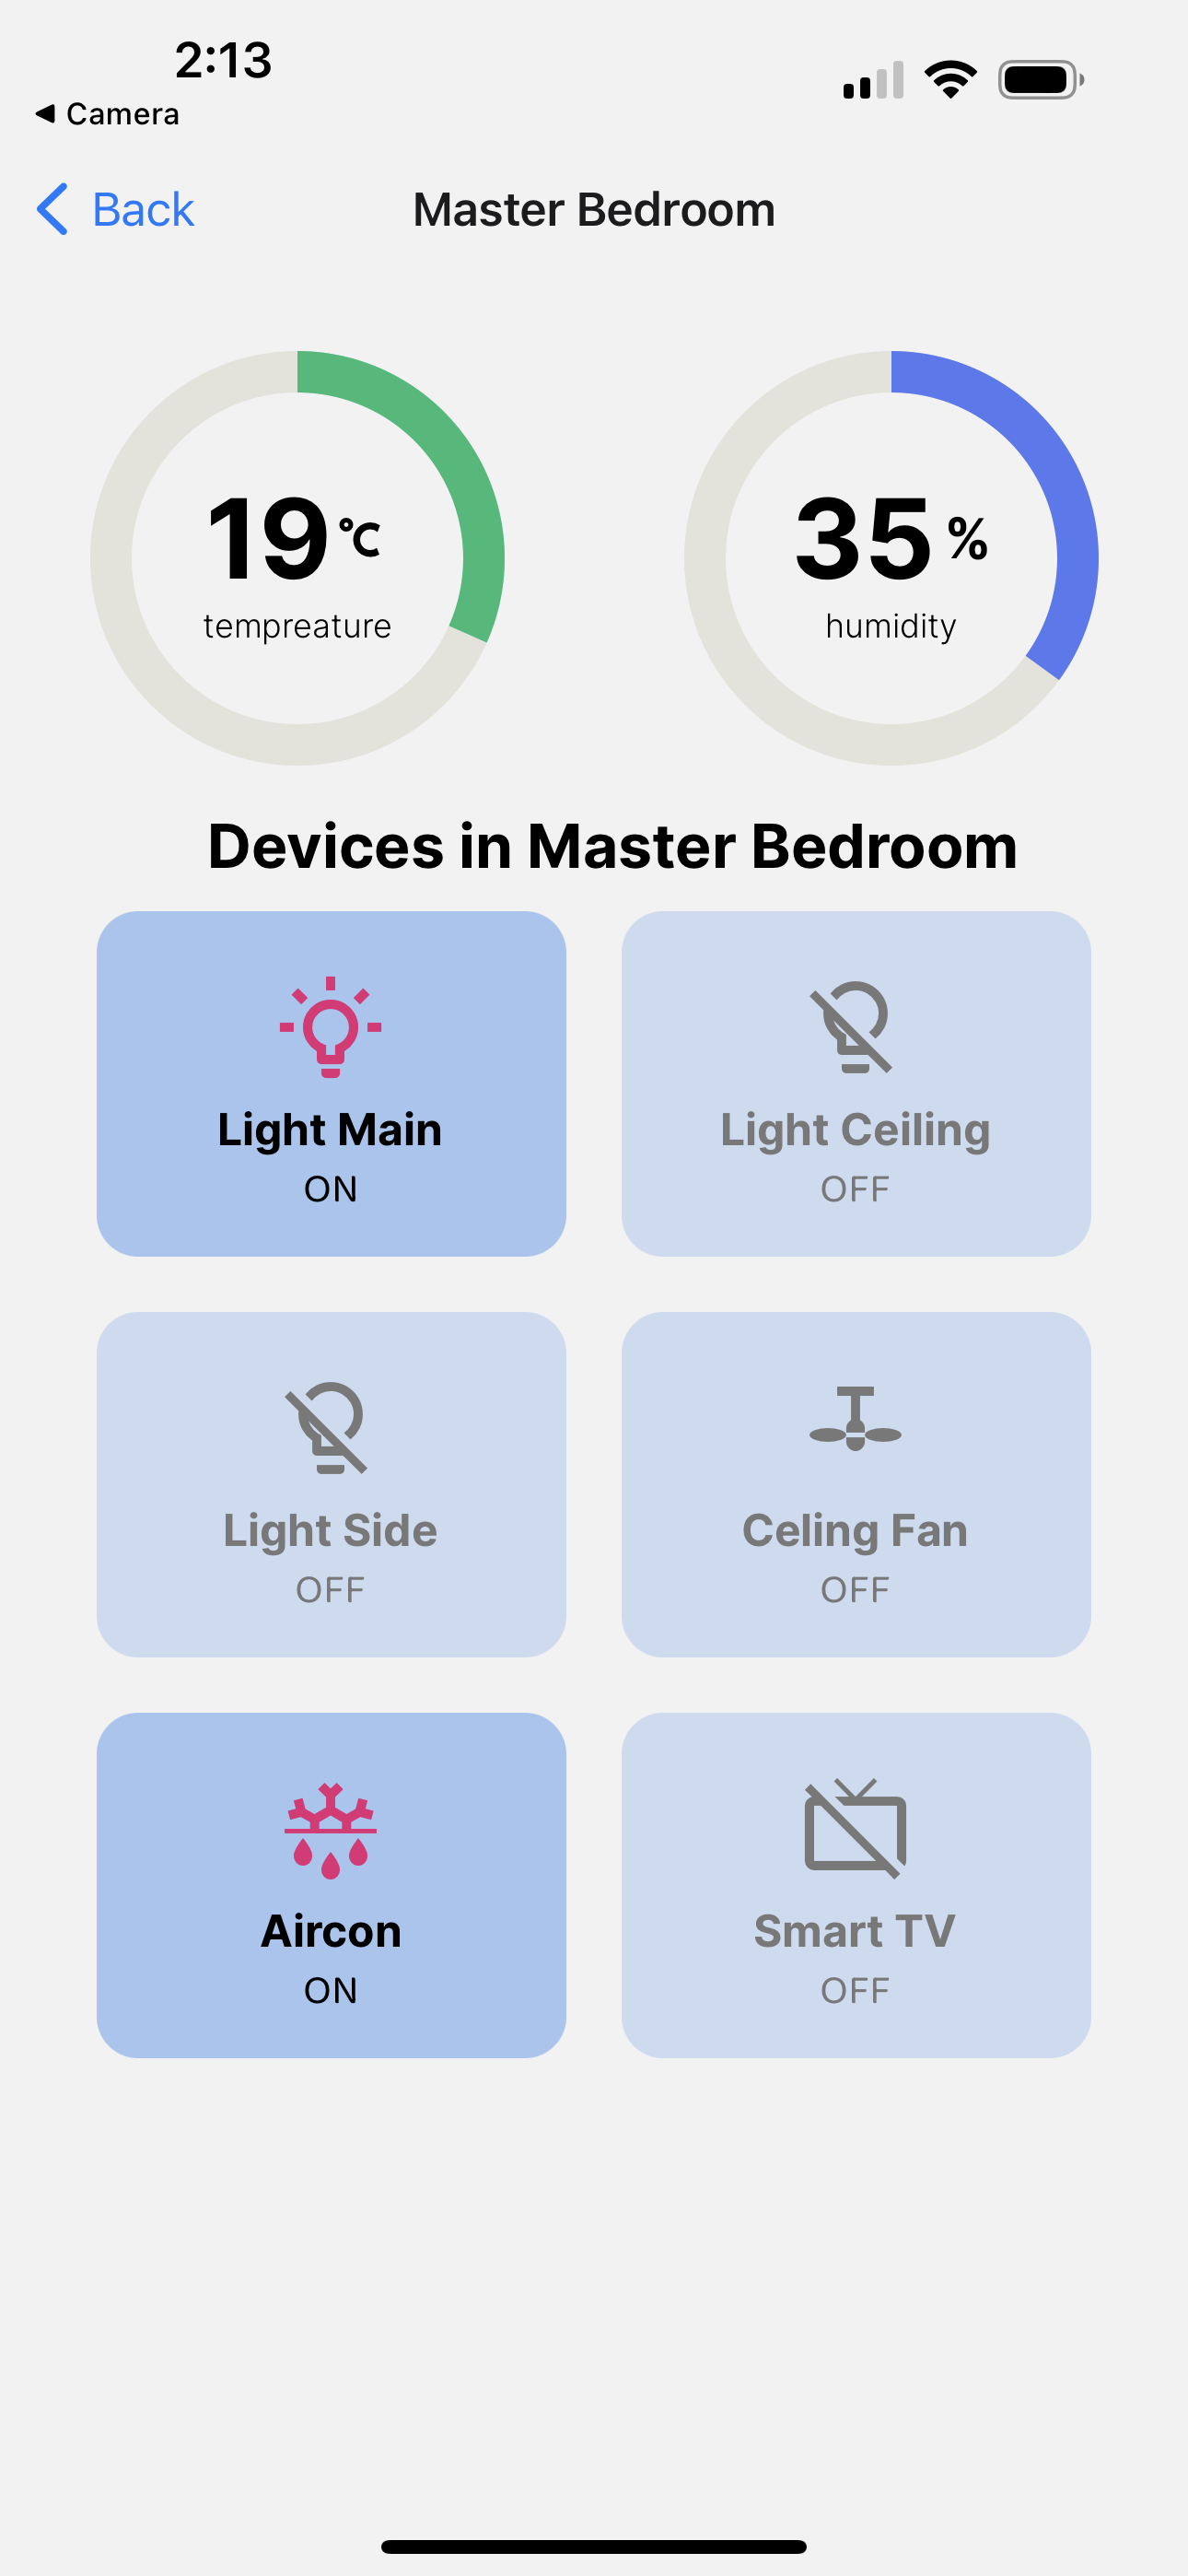 2:13
Camera
Back
Master Bedroom
19 °C
tempreature
35 %
humidity
Devices in Master Bedroom
Light Main
ON
Light Ceiling
OFF
Light Side
OFF
Celing Fan
OFF
Aircon
ON
Smart TV
OFF